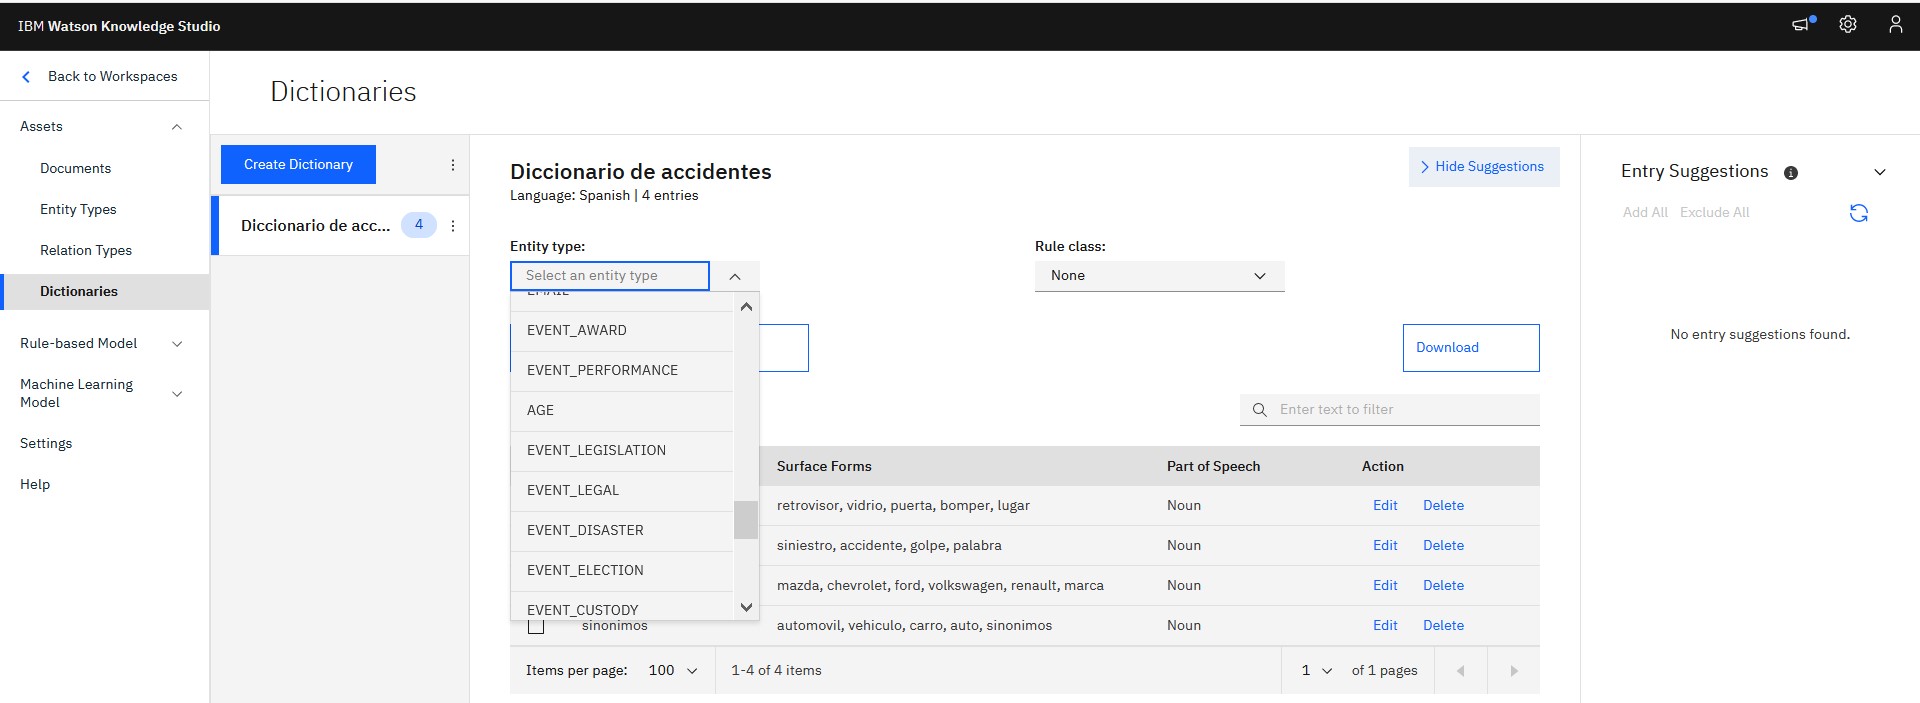 IBM Watson Knowledge Studio
Back to Workspaces
Assets
Documents
Entity Types
Relation Types
Dictionaries
Rule-based Model
Machine Learning
Model
Settings
Help
Dictionaries
Create Dictionary
Diccionario de acc...
4
Diccionario de accidentes
Language: Spanish | 4 entries
Hide Suggestions
Entity type:
Select an entity type
EMAIL
EVENT_AWARD
EVENT_PERFORMANCE
AGE
EVENT_LEGISLATION
EVENT_LEGAL
EVENT_DISASTER
EVENT_ELECTION
EVENT_CUSTODY
Rule class:
None
Download
Enter text to filter
Surface Forms Part of Speech Action
retrovisor, vidrio, puerta, bomper, lugar Noun Edit Delete
siniestro, accidente, golpe, palabra Noun Edit Delete
mazda, chevrolet, ford, volkswagen, renault, marca Noun Edit Delete
sinonimos automovil, vehiculo, carro, auto, sinonimos Noun Edit Delete
Items per page: 100 1-4 of 4 items 1 of 1 pages
Entry Suggestions
Add All Exclude All
No entry suggestions found.